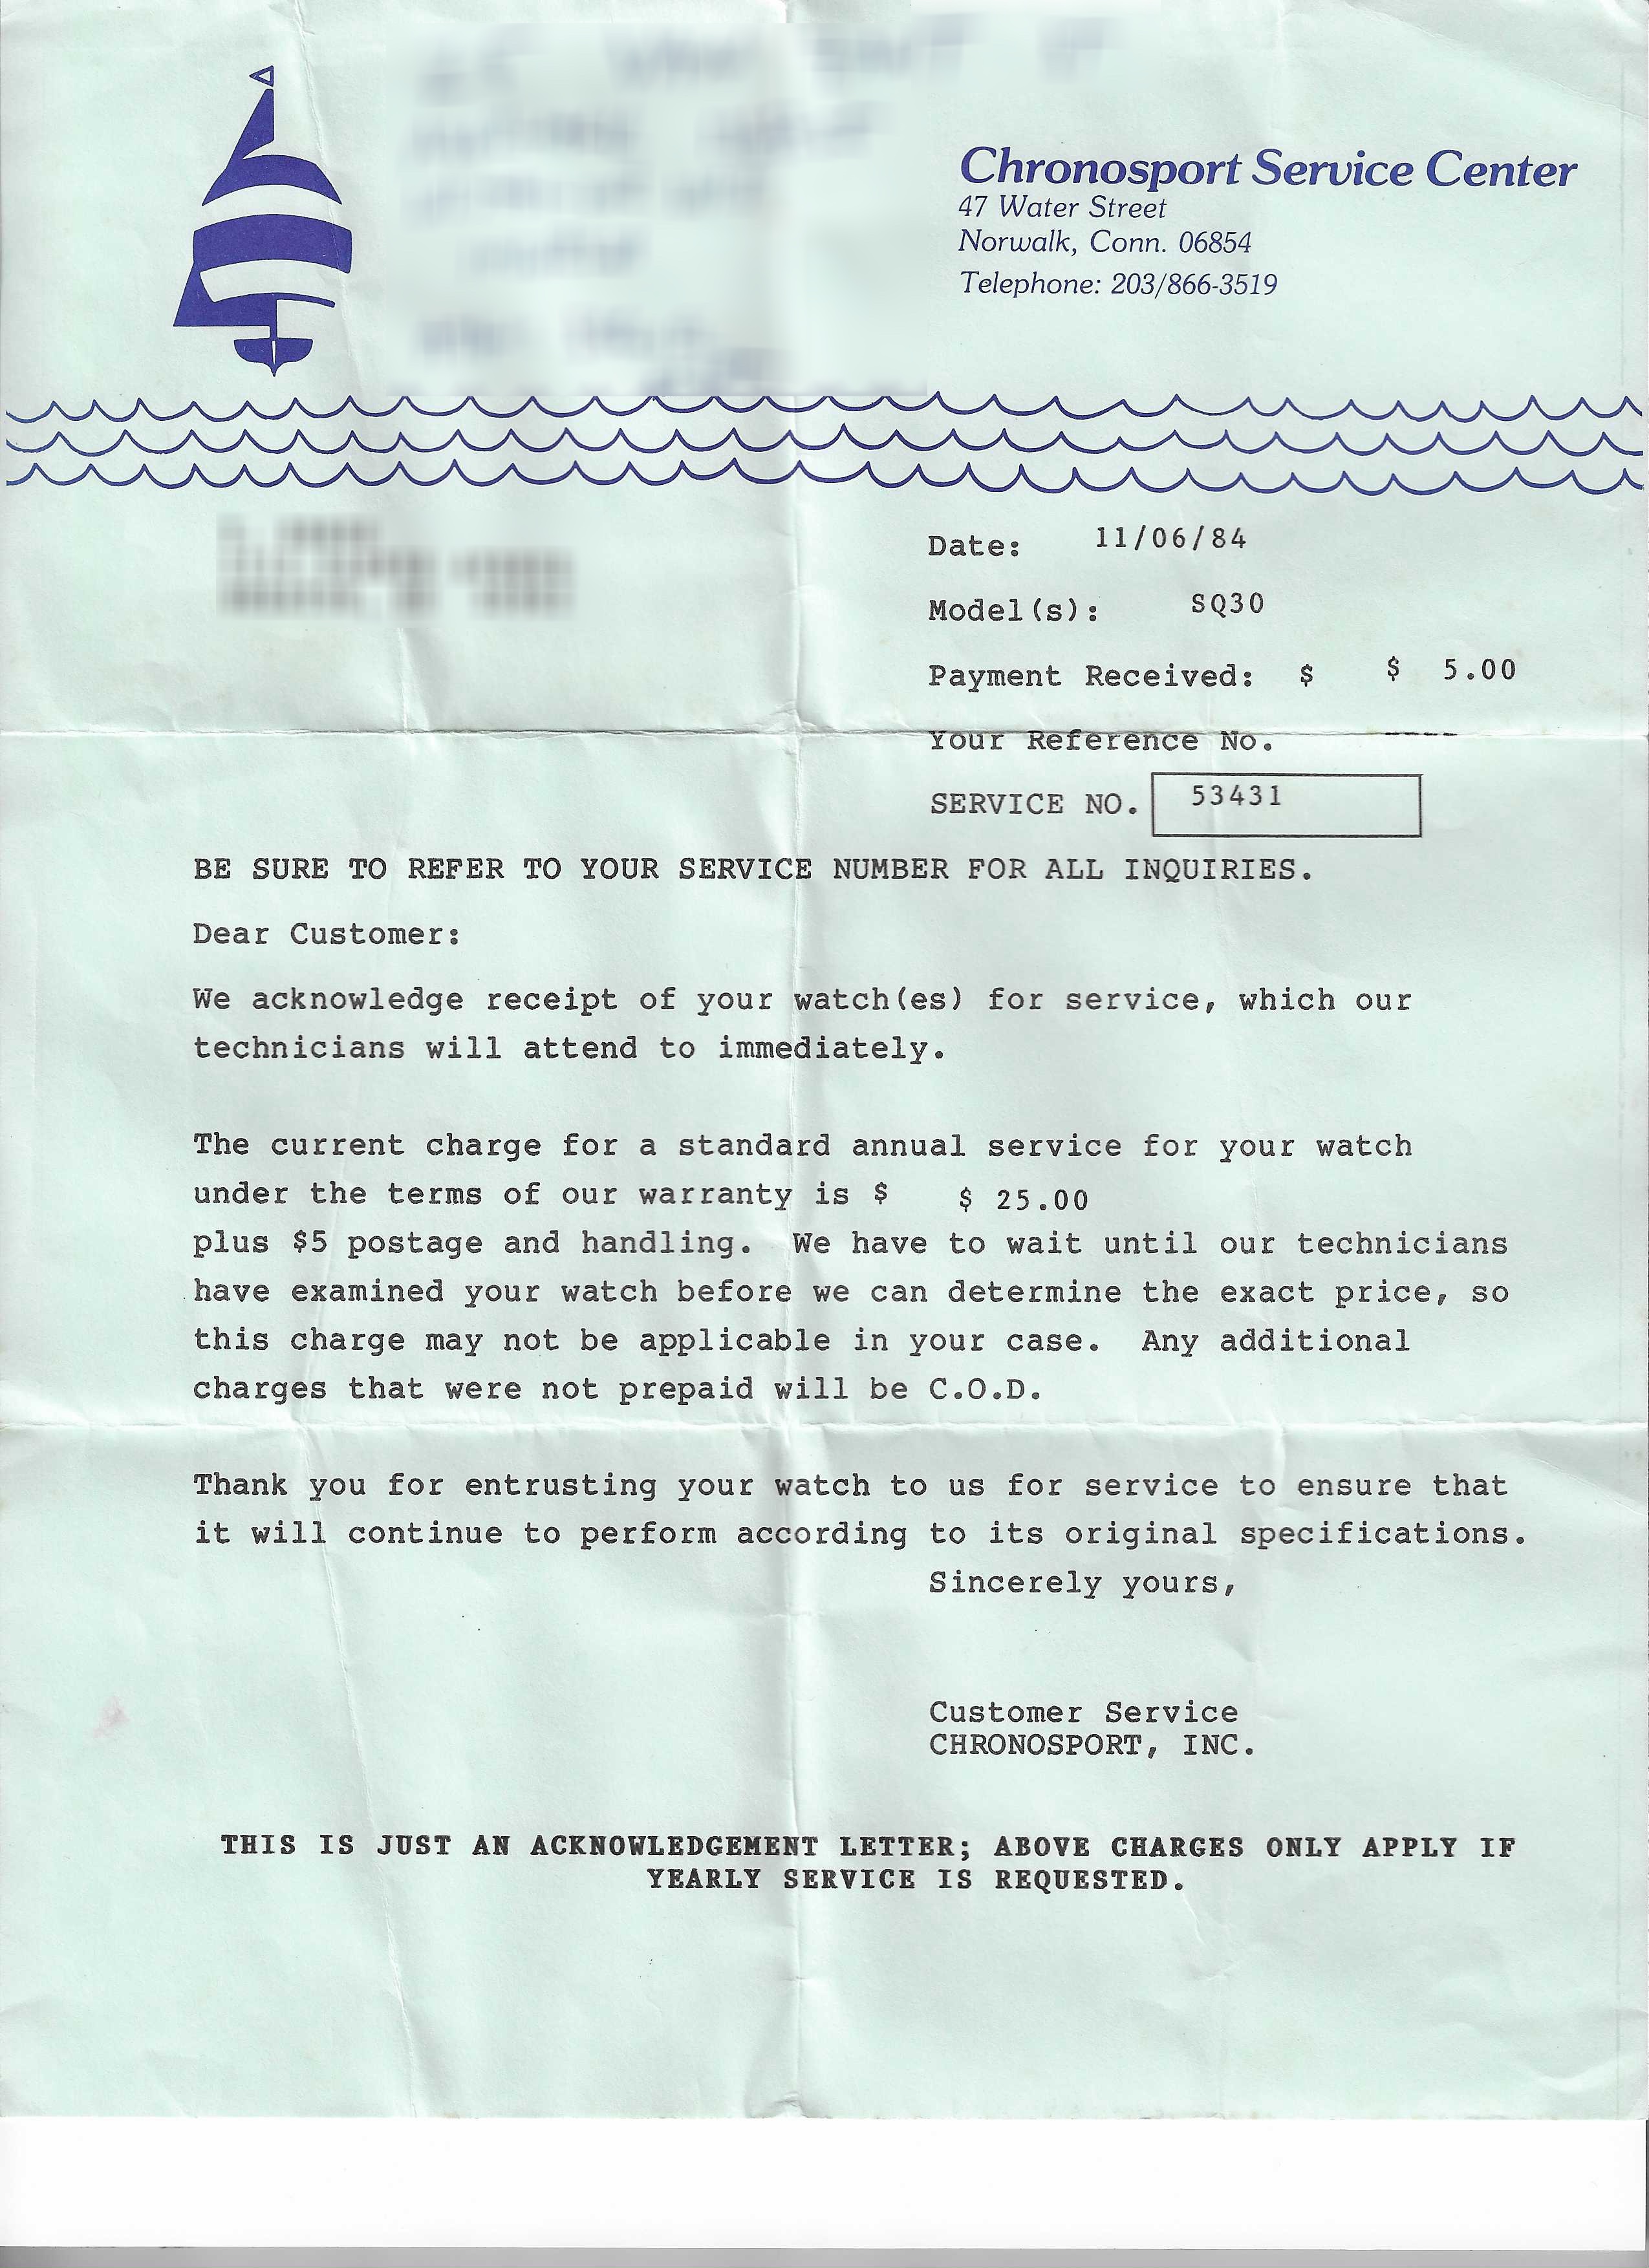 Chronosport Service Center
47 Water Street
Norwalk, Conn. 06854
Telephone: 203/866-3519
Date: 11/06/84
Model(s): SQ30
Payment Received: $ $ 5.00
Your Reference No. ----
SERVICE NO. 53431
BE SURE TO REFER TO YOUR SERVICE NUMBER FOR ALL INQUIRIES.
Dear Customer:
We acknowledge receipt of your watch(es) for service, which our
technicians will attend to immediately.
The current charge for a standard annual service for your watch
under the terms of our warranty is $ $ 25.00
plus $5 postage and handling. We have to wait until our technicians
have examined your watch before we can determine the exact price, so
this charge may not be applicable in your case. Any additional
charges that were not prepaid will be C.O.D.
Thank you for entrusting your watch to us for service to ensure that
it will continue to perform according to its original specifications.
Sincerely yours,
Customer Service
CHRONOSPORT, INC.
THIS IS JUST AN ACKNOWLEDGEMENT LETTER; ABOVE CHARGES ONLY APPLY IF
YEARLY SERVICE IS REQUESTED.